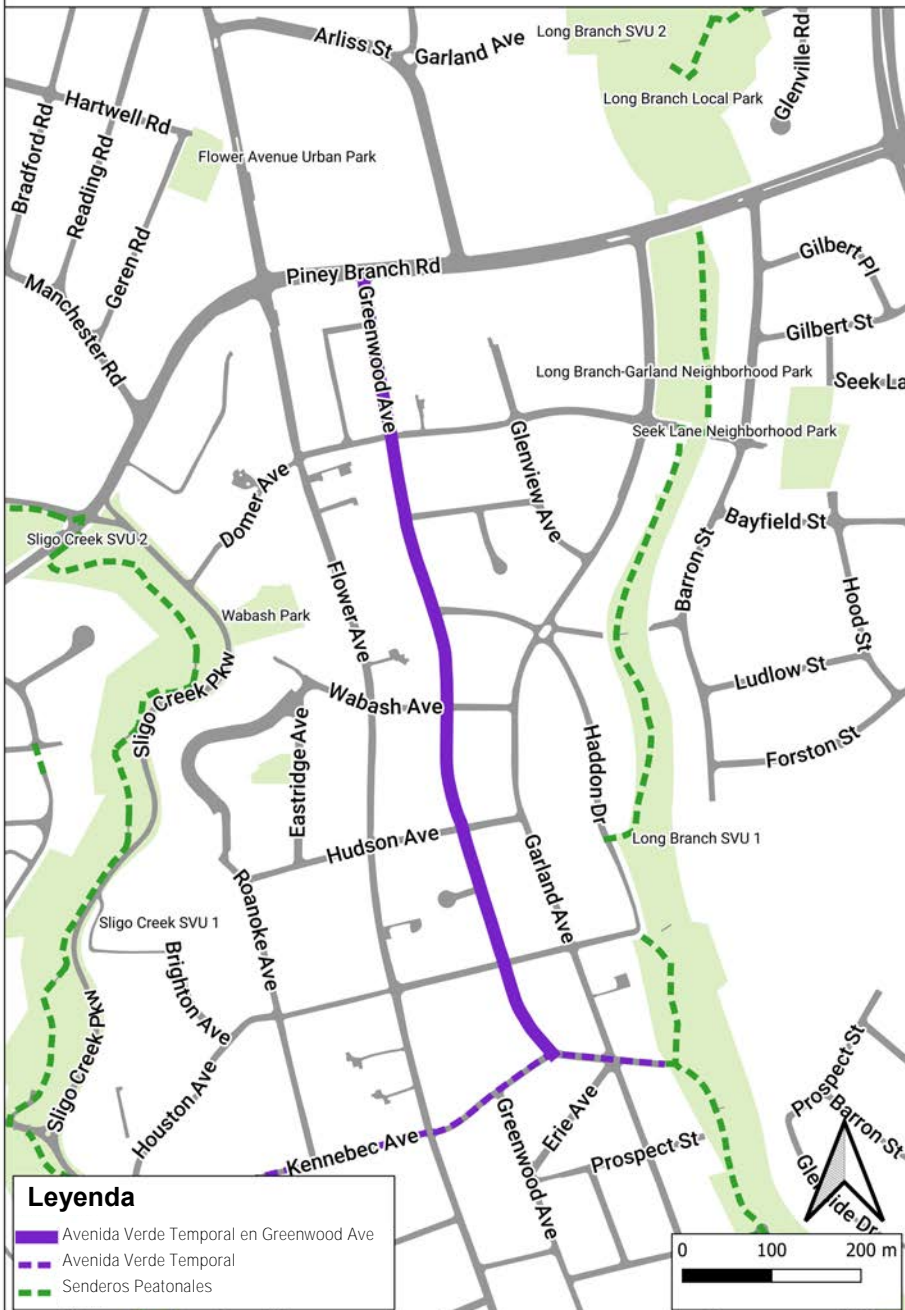 Arliss St
Garland Ave
Long Branch SVU 2
Glenville Rd
Hartwell Rd
Long Branch Local Park
Bradford Rd
Reading Rd
Flower Avenue Urban Park
Geren Rd
Piney Branch Rd
Gilbert Pl
Manchester Rd
Greenwood Ave
Gilbert St
Long Branch-Garland Neighborhood Park
Seek La
Seek Lane Neighborhood Park
Glenview Ave
Domer Ave
Bayfield St
Sligo Creek SVU 2
Flower Ave
Barron St
Hood St
Wabash Park
Ludlow St
Sligo Creek Pkw
Wabash Ave
Haddon Dr
Forston St
Eastridge Ave
Hudson Ave
Long Branch SVU 1
Garland Ave
Roanoke Ave
Sligo Creek SVU 1
Brighton Ave
Sligo Creek Pkw
Houston Ave
Prospect St
Barron St
Greenwood Ave
Erie Ave
Kennebec Ave
Prospect St
Leyenda
Avenida Verde Temporal en Greenwood Ave
Avenida Verde Temporal
Senderos Peatonales
0 100 200 m